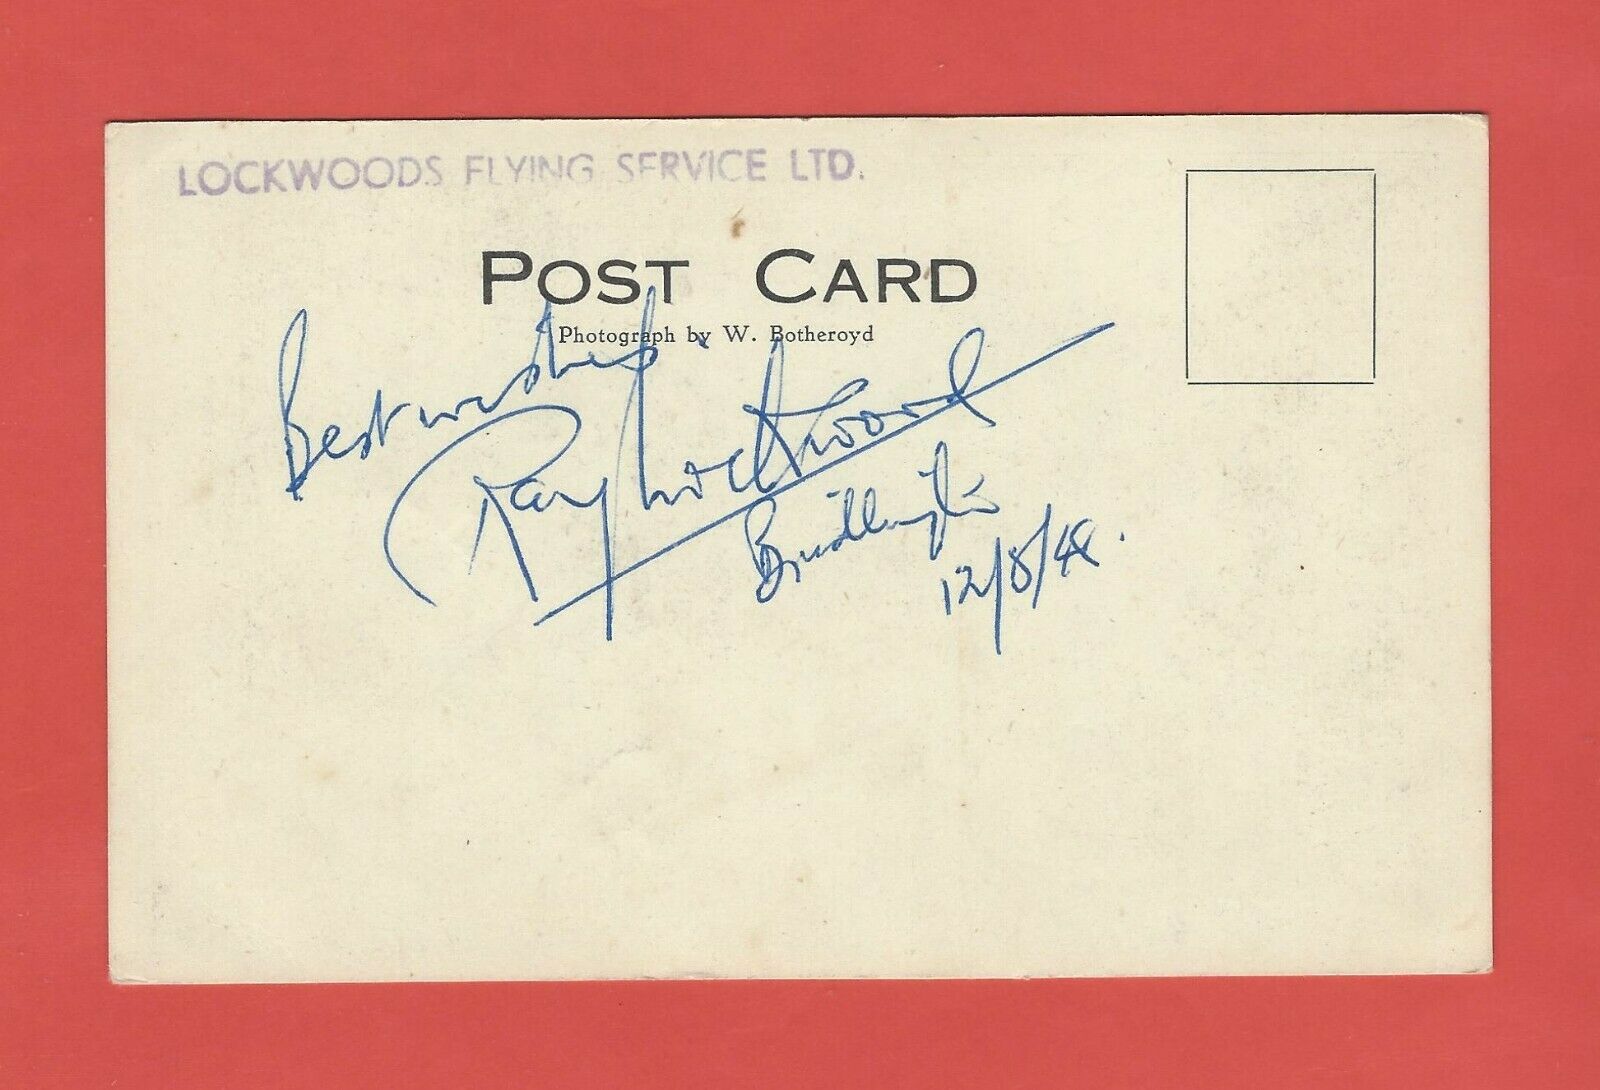 LOCKWOODS FLYING SERVICE LTD.
POST CARD
Photograph by W. Botheroyd
Best wishes
Ray Lockwood
Bridlington
12/8/48.